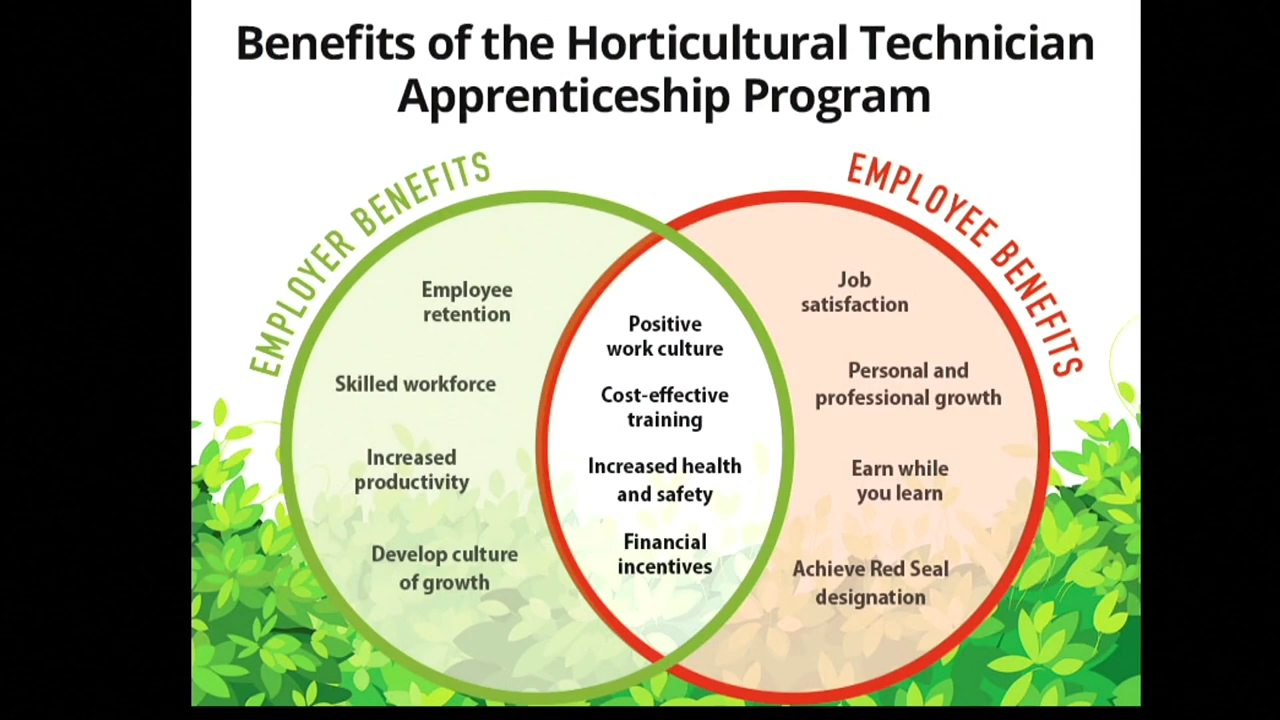 Benefits of the Horticultural Technician
Apprenticeship Program
EMPLOYER BENEFITS
Employee
retention
Skilled workforce
Increased
productivity
Develop culture
of growth
Positive
work culture
Cost-effective
training
Increased health
and safety
Financial
incentives
EMPLOYEE BENEFITS
Job
satisfaction
Personal and
professional growth
Earn while
you learn
Achieve Red Seal
designation